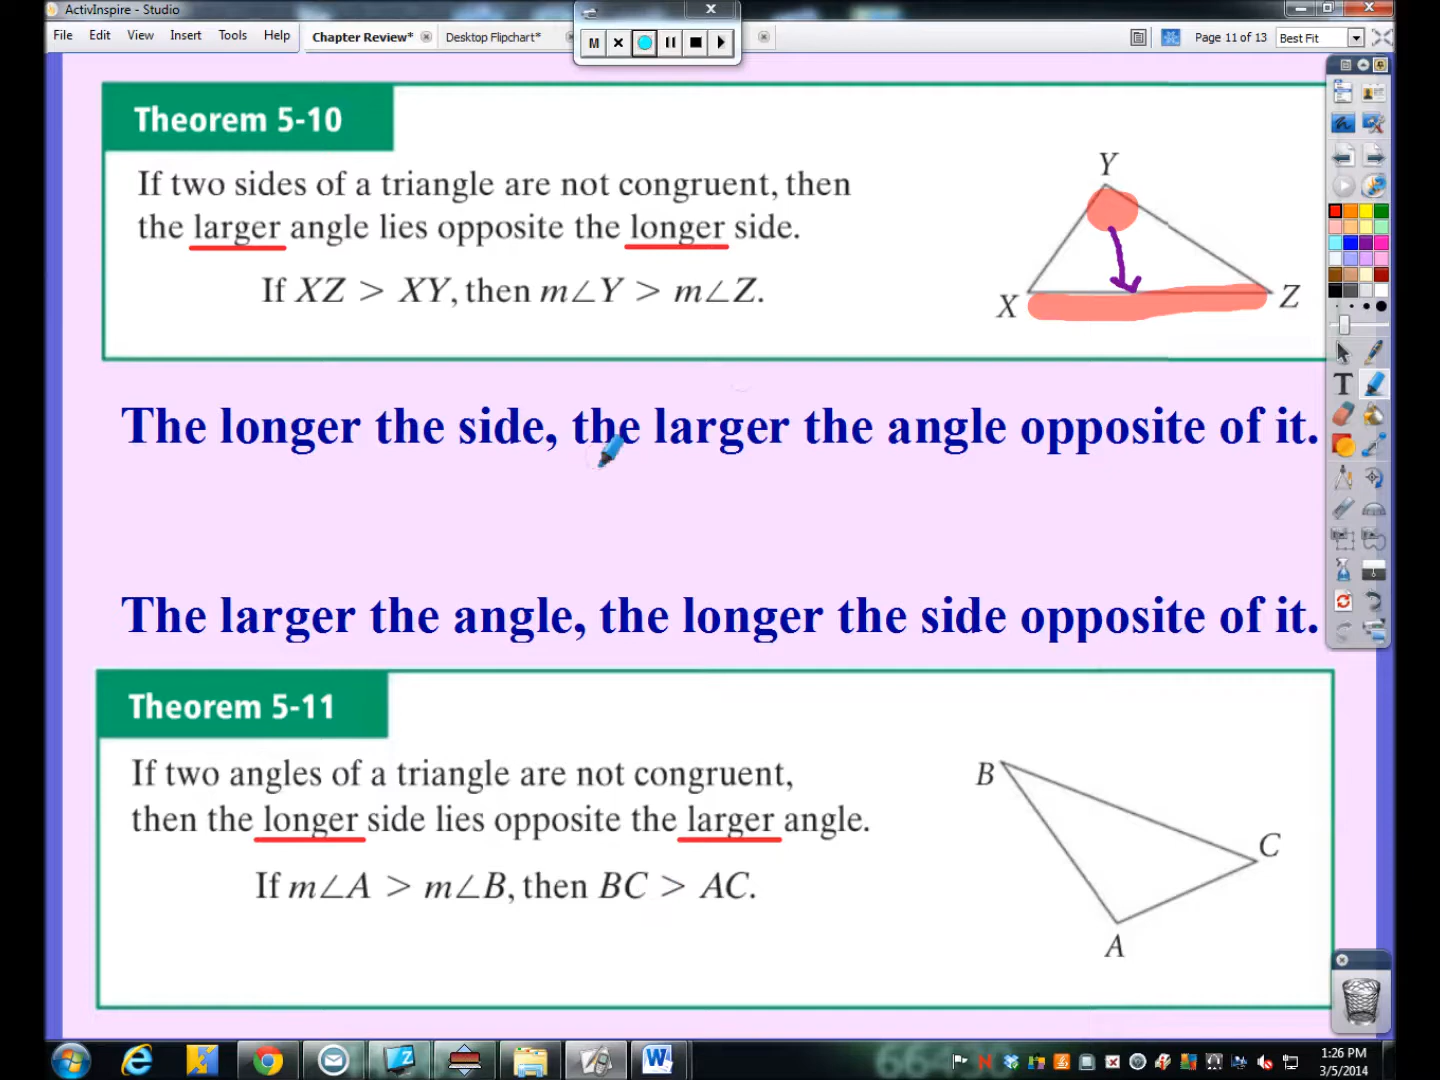 ActivInspire - Studio
File Edit View Insert Tools Help Chapter Review* Desktop Flipchart* Page 11 of 13 Best Fit
M
Theorem 5-10
If two sides of a triangle are not congruent, then
the larger angle lies opposite the longer side.
If XZ > XY, then m∠Y > m∠Z.
Y
X
Z
The longer the side, the larger the angle opposite of it.
The larger the angle, the longer the side opposite of it.
Theorem 5-11
If two angles of a triangle are not congruent,
then the longer side lies opposite the larger angle.
If m∠A > m∠B, then BC > AC.
B
C
A
T
1:26 PM
3/5/2014